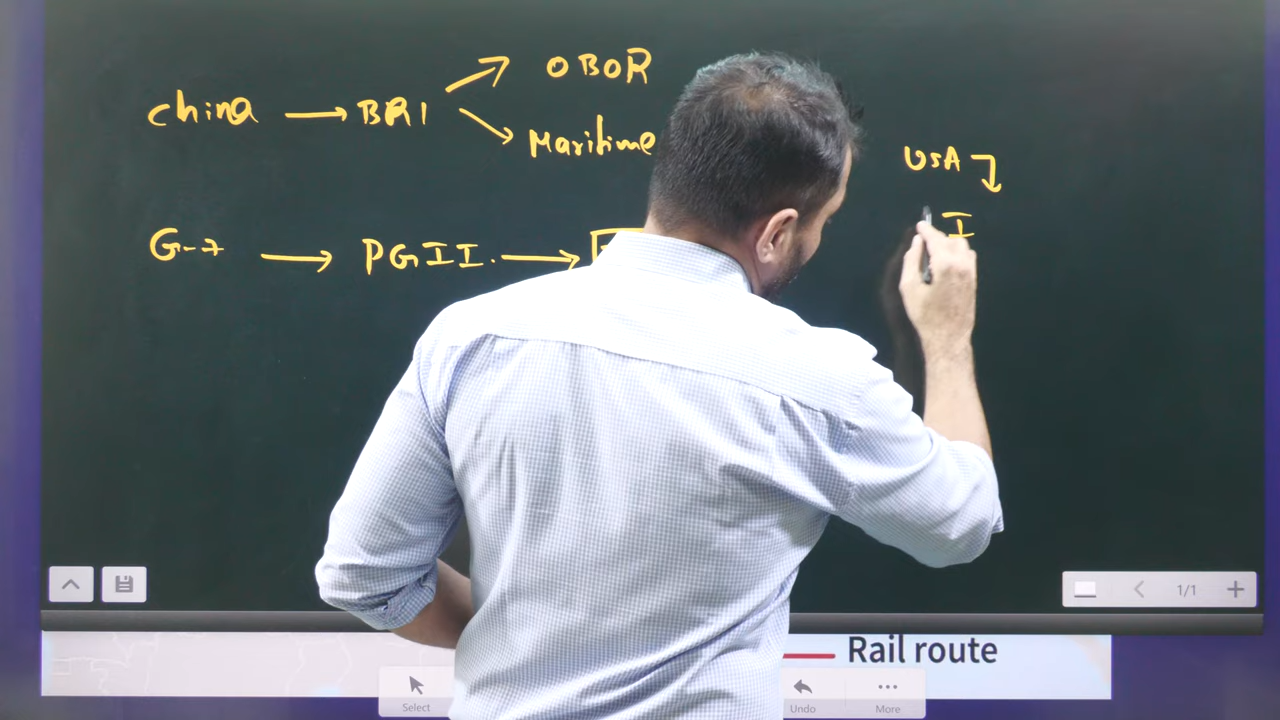 China → BRI
OBOR
Maritime
G-7 → PGII. →
USA
I
1/1
Rail route
Select
Undo
More